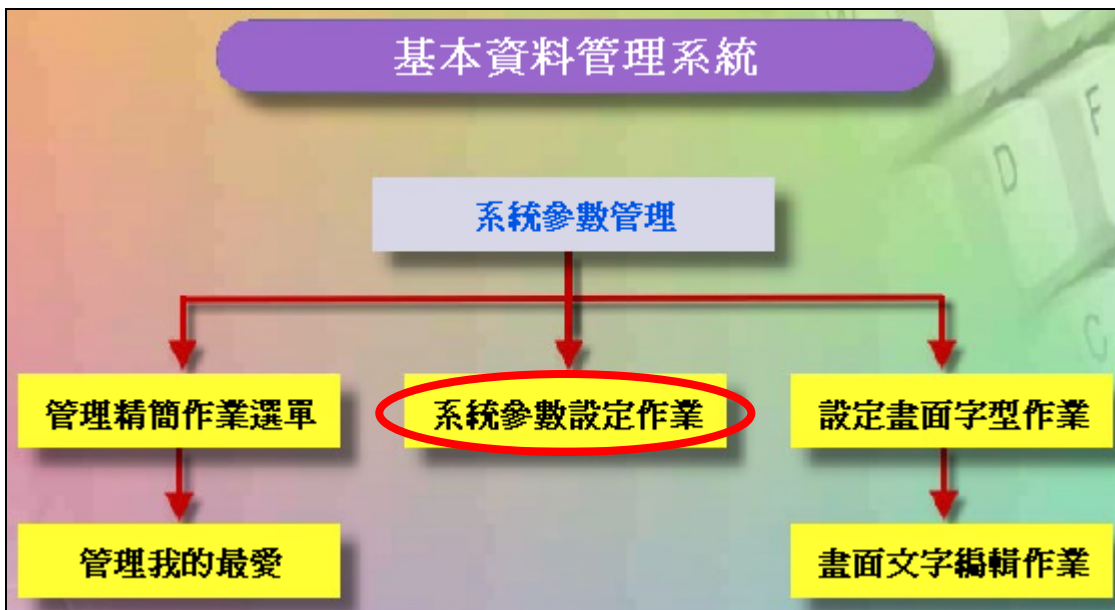 基本資料管理系統
系統參數管理
管理精簡作業選單
系統參數設定作業
設定畫面字型作業
管理我的最愛
畫面文字編輯作業
D
F
C